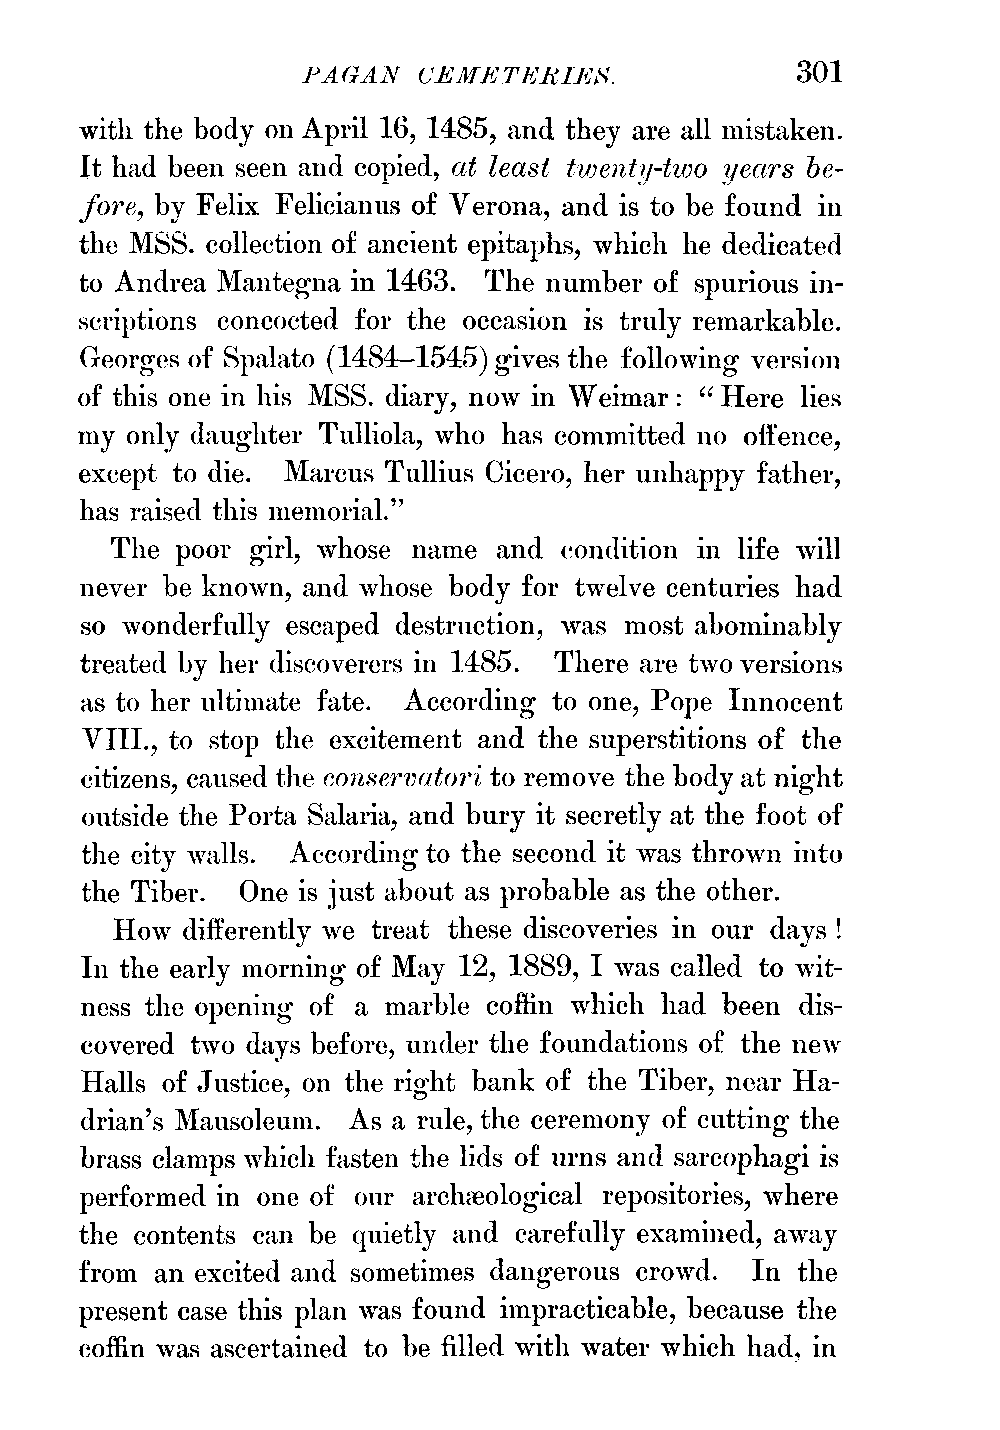 PAGAN CEMETERIES. 301
with the body on April 16, 1485, and they are all mistaken.
It had been seen and copied, at least twenty-two years be-
fore, by Felix Felicianus of Verona, and is to be found in
the MSS. collection of ancient epitaphs, which he dedicated
to Andrea Mantegna in 1463. The number of spurious in-
scriptions concocted for the occasion is truly remarkable.
Georges of Spalato (1484–1545) gives the following version
of this one in his MSS. diary, now in Weimar: "Here lies
my only daughter Tulliola, who has committed no offence,
except to die. Marcus Tullius Cicero, her unhappy father,
has raised this memorial."
The poor girl, whose name and condition in life will
never be known, and whose body for twelve centuries had
so wonderfully escaped destruction, was most abominably
treated by her discoverers in 1485. There are two versions
as to her ultimate fate. According to one, Pope Innocent
VIII., to stop the excitement and the superstitions of the
citizens, caused the conservatori to remove the body at night
outside the Porta Salaria, and bury it secretly at the foot of
the city walls. According to the second it was thrown into
the Tiber. One is just about as probable as the other.
How differently we treat these discoveries in our days!
In the early morning of May 12, 1889, I was called to wit-
ness the opening of a marble coffin which had been dis-
covered two days before, under the foundations of the new
Halls of Justice, on the right bank of the Tiber, near Ha-
drian's Mausoleum. As a rule, the ceremony of cutting the
brass clamps which fasten the lids of urns and sarcophagi is
performed in one of our archæological repositories, where
the contents can be quietly and carefully examined, away
from an excited and sometimes dangerous crowd. In the
present case this plan was found impracticable, because the
coffin was ascertained to be filled with water which had, in